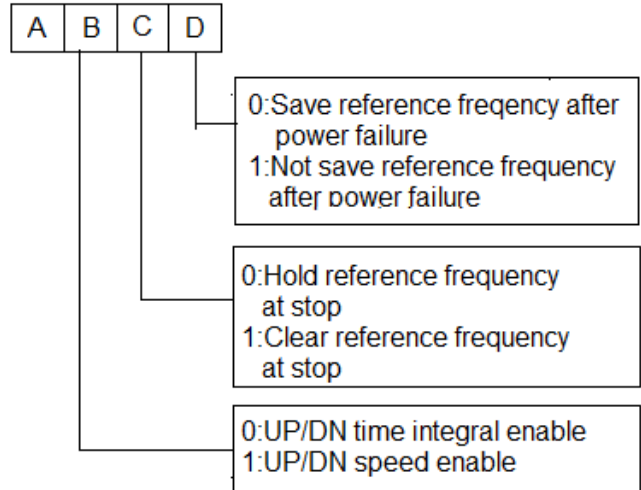 A B C D
0:Save reference freqency after
power failure
1:Not save reference frequency
after power failure
0:Hold reference frequency
at stop
1:Clear reference frequency
at stop
0:UP/DN time integral enable
1:UP/DN speed enable